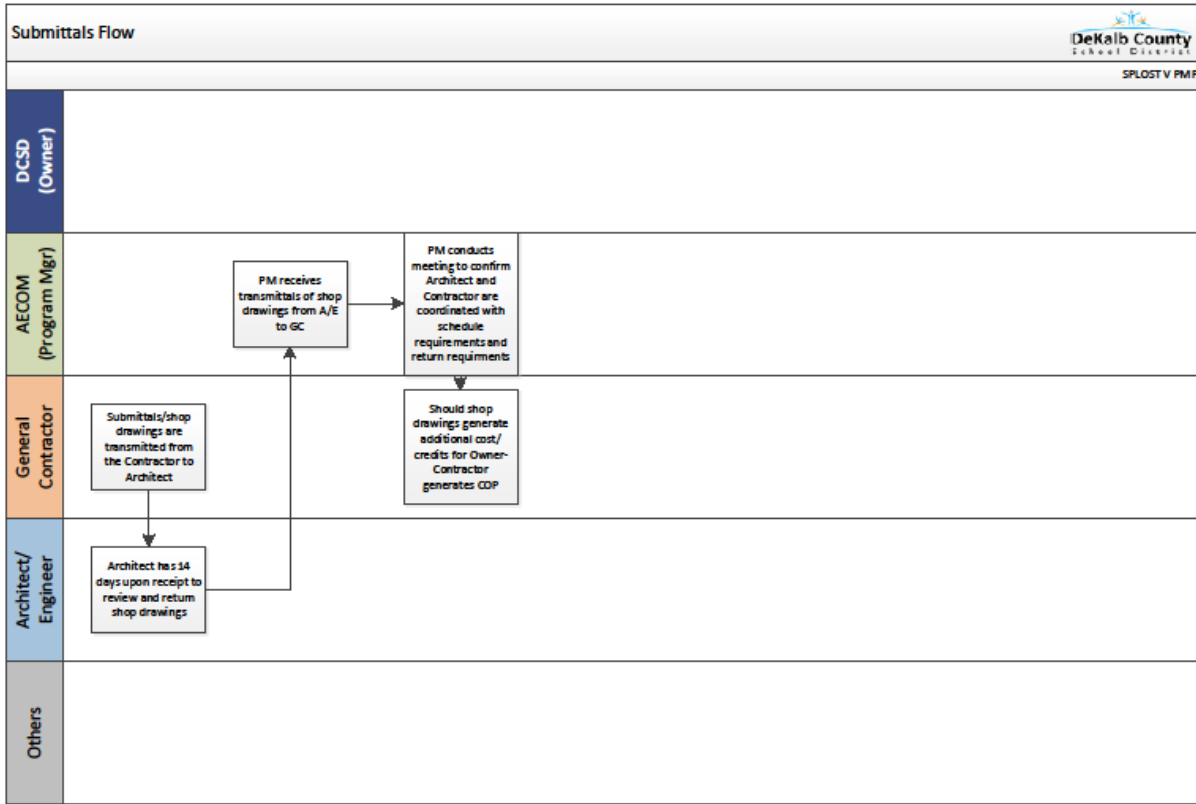 Submittals Flow
DeKalb County
School District
SPLOST V PMP
DCSD
(Owner)
AECOM
(Program Mgr)
PM receives
transmittals of shop
drawings from A/E
to GC
PM conducts
meeting to confirm
Architect and
Contractor are
coordinated with
schedule
requirements and
return requirments
General
Contractor
Submittals/shop
drawings are
transmitted from
the Contractor to
Architect
Should shop
drawings generate
additional cost/
credits for Owner-
Contractor
generates COP
Architect/
Engineer
Architect has 14
days upon receipt to
review and return
shop drawings
Others